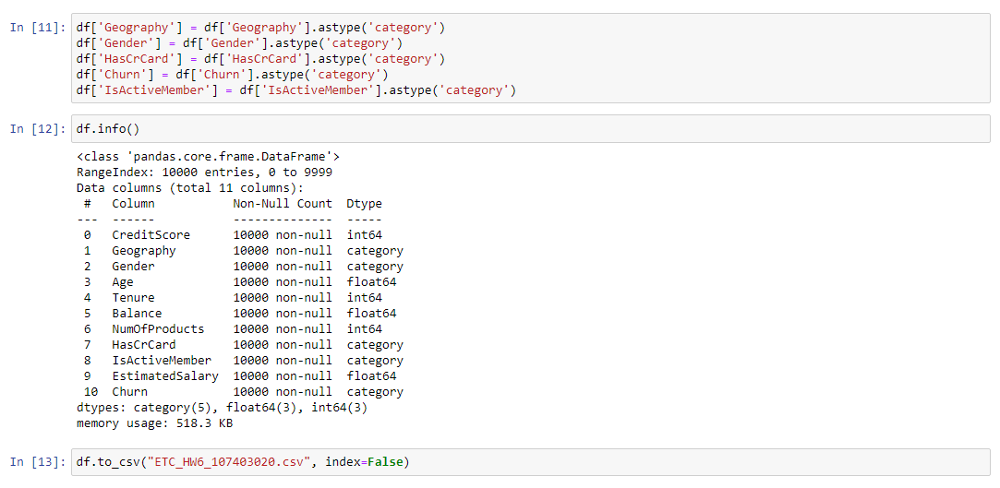 In [11]: df['Geography'] = df['Geography'].astype('category')
df['Gender'] = df['Gender'].astype('category')
df['HasCrCard'] = df['HasCrCard'].astype('category')
df['Churn'] = df['Churn'].astype('category')
df['IsActiveMember'] = df['IsActiveMember'].astype('category')
In [12]: df.info()
<class 'pandas.core.frame.DataFrame'>
RangeIndex: 10000 entries, 0 to 9999
Data columns (total 11 columns):
 #   Column           Non-Null Count  Dtype
---  ------           --------------  -----
 0   CreditScore      10000 non-null  int64
 1   Geography        10000 non-null  category
 2   Gender           10000 non-null  category
 3   Age              10000 non-null  float64
 4   Tenure           10000 non-null  int64
 5   Balance          10000 non-null  float64
 6   NumOfProducts    10000 non-null  int64
 7   HasCrCard        10000 non-null  category
 8   IsActiveMember   10000 non-null  category
 9   EstimatedSalary  10000 non-null  float64
 10  Churn            10000 non-null  category
dtypes: category(5), float64(3), int64(3)
memory usage: 518.3 KB
In [13]: df.to_csv("ETC_HW6_107403020.csv", index=False)